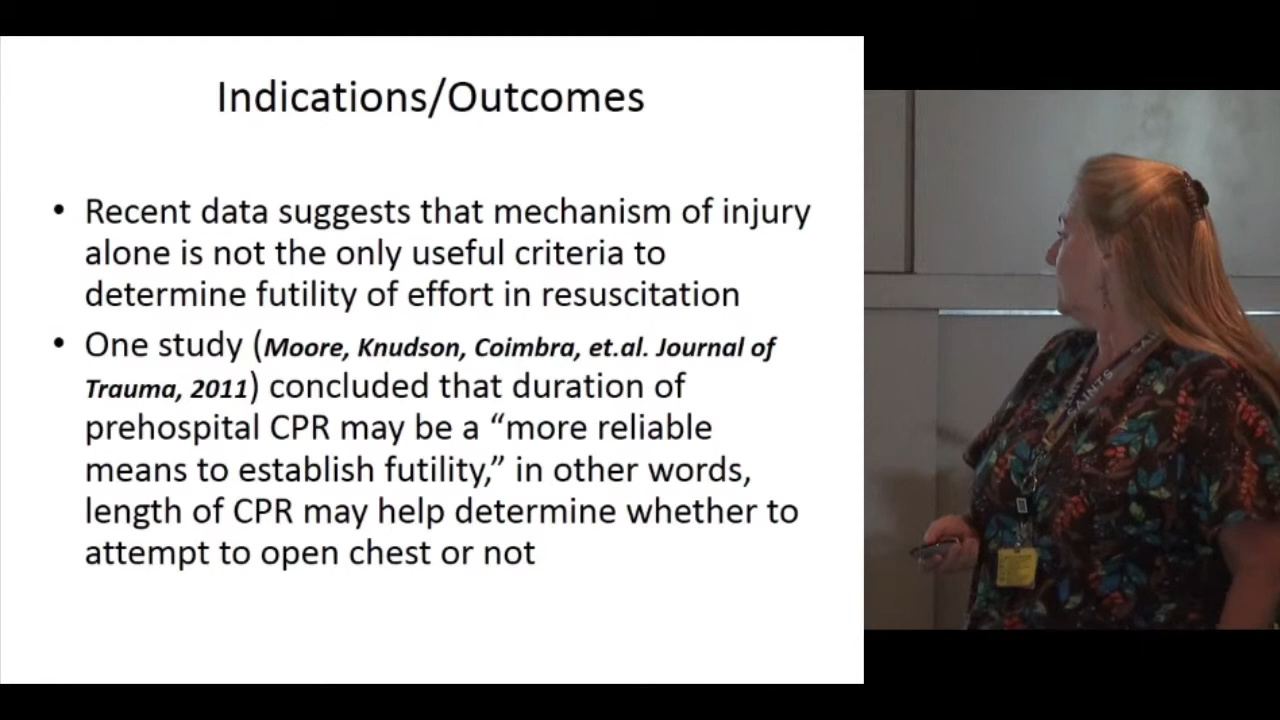 Indications/Outcomes
• Recent data suggests that mechanism of injury
alone is not the only useful criteria to
determine futility of effort in resuscitation
• One study (Moore, Knudson, Coimbra, et.al. Journal of
Trauma, 2011) concluded that duration of
prehospital CPR may be a “more reliable
means to establish futility,” in other words,
length of CPR may help determine whether to
attempt to open chest or not
SAINTS